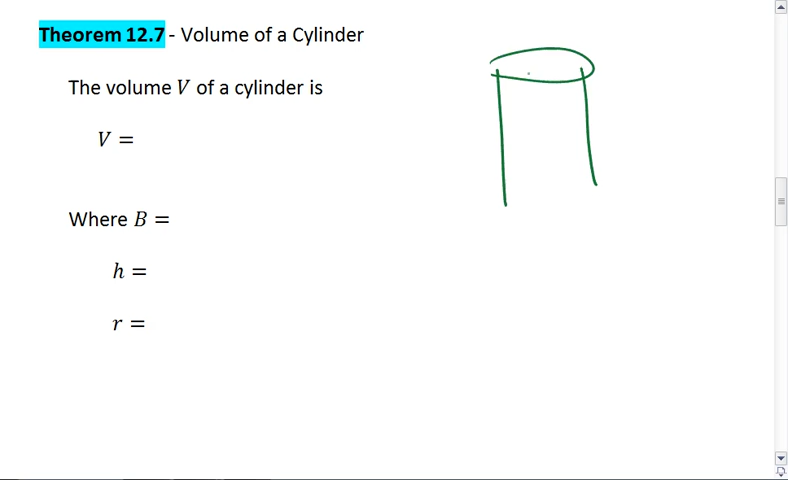 Theorem 12.7 - Volume of a Cylinder
The volume V of a cylinder is
V =
Where B =
h =
r =